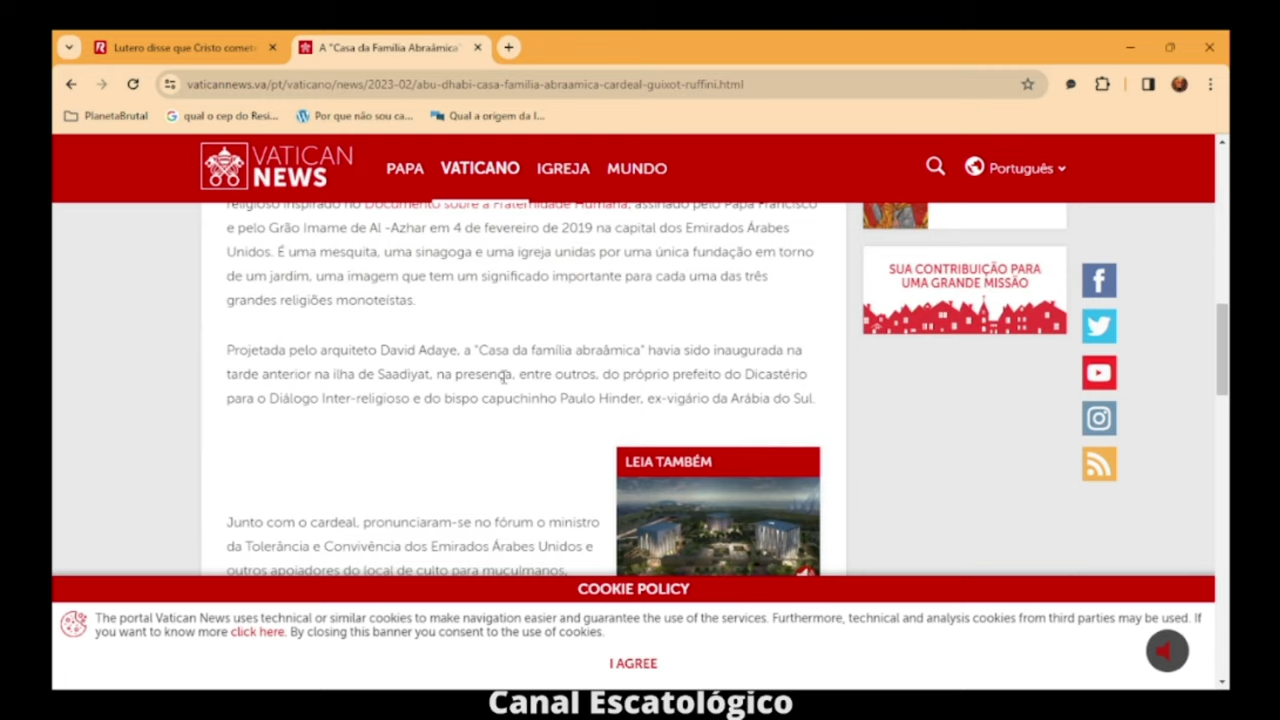 Lutero disse que Cristo comete
A "Casa da Família Abraâmica"
vaticannews.va/pt/vaticano/news/2023-02/abu-dhabi-casa-familia-abraamica-cardeal-guixot-ruffini.html
PlanetaBrutal
qual o cep do Resi...
Por que não sou ca...
Qual a origem da I...
VATICAN
NEWS
PAPA VATICANO IGREJA MUNDO
Português
religioso inspirado no Documento sobre a Fraternidade Humana, assinado pelo Papa Francisco
e pelo Grão Imame de Al -Azhar em 4 de fevereiro de 2019 na capital dos Emirados Árabes
Unidos. É uma mesquita, uma sinagoga e uma igreja unidas por uma única fundação em torno
de um jardim, uma imagem que tem um significado importante para cada uma das três
grandes religiões monoteístas.
Projetada pelo arquiteto David Adaye, a "Casa da família abraâmica" havia sido inaugurada na
tarde anterior na ilha de Saadiyat, na presença, entre outros, do próprio prefeito do Dicastério
para o Diálogo Inter-religioso e do bispo capuchinho Paulo Hinder, ex-vigário da Arábia do Sul.
SUA CONTRIBUIÇÃO PARA
UMA GRANDE MISSÃO
LEIA TAMBÉM
Junto com o cardeal, pronunciaram-se no fórum o ministro
da Tolerância e Convivência dos Emirados Árabes Unidos e
outros apoiadores do local de culto para muçulmanos,
COOKIE POLICY
The portal Vatican News uses technical or similar cookies to make navigation easier and guarantee the use of the services. Furthermore, technical and analysis cookies from third parties may be used. If
you want to know more click here. By closing this banner you consent to the use of cookies.
I AGREE
Canal Escatológico